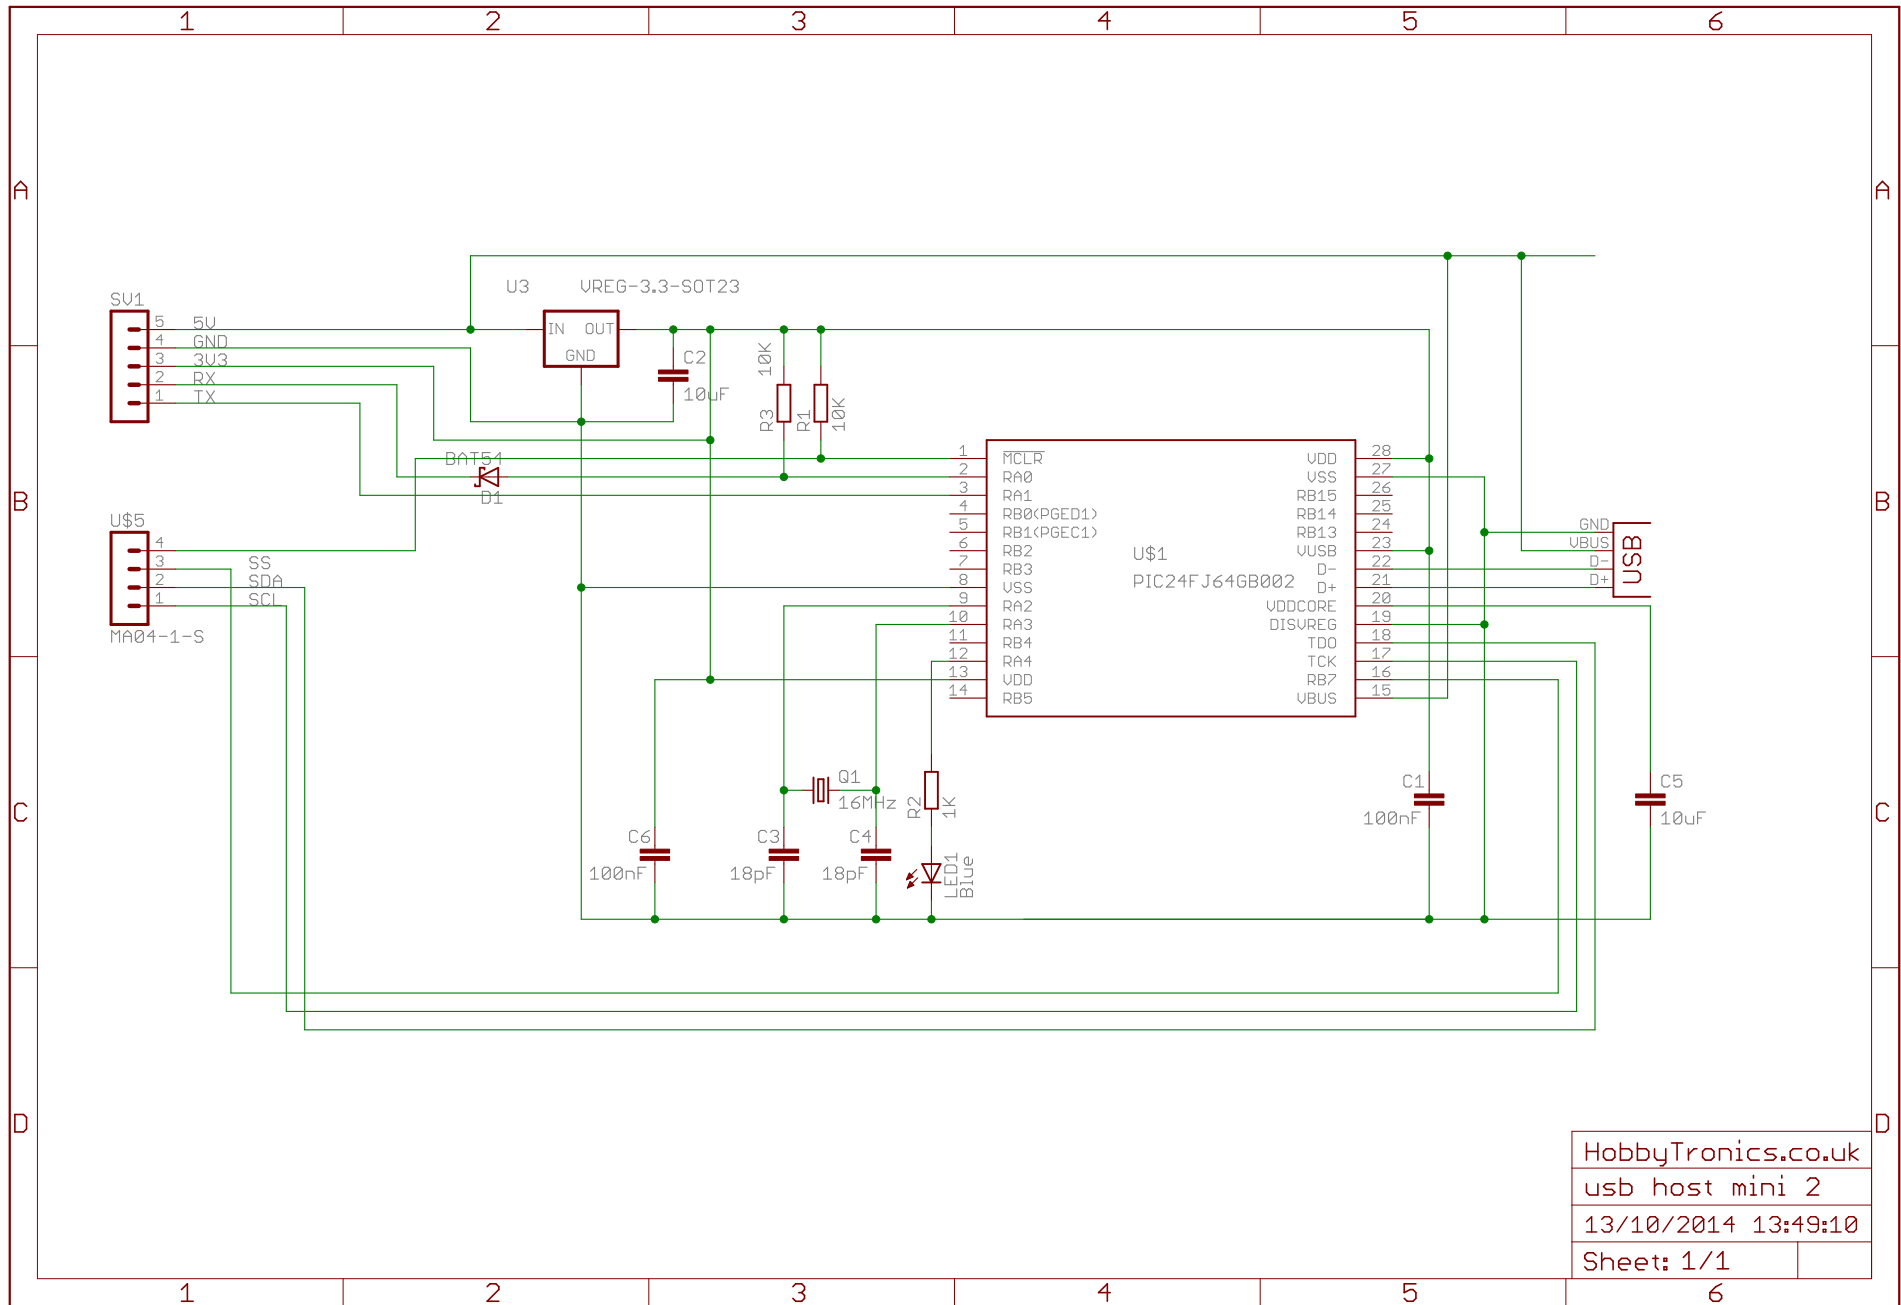 1 2 3 4 5 6
A A
U3 VREG-3.3-SOT23
IN OUT
GND
SV1
5 5V
4 GND
3 3V3
2 RX
1 TX
C2
10uF
10K
R3
R1
10K
BAT54
D1
B B
U$5
4
3 SS
2 SDA
1 SCL
MA04-1-S
U$1
PIC24FJ64GB002
1 MCLR
2 RA0
3 RA1
4 RB0(PGED1)
5 RB1(PGEC1)
6 RB2
7 RB3
8 VSS
9 RA2
10 RA3
11 RB4
12 RA4
13 VDD
14 RB5
VDD 28
VSS 27
RB15 26
RB14 25
RB13 24
VUSB 23
D- 22
D+ 21
VDDCORE 20
DISVREG 19
TDO 18
TCK 17
RB7 16
VBUS 15
GND
VBUS
D-
D+
USB
Q1
16MHz
R2
1K
C C
C6
100nF
C3
18pF
C4
18pF
LED1
Blue
C1
100nF
C5
10uF
D D
HobbyTronics.co.uk
usb host mini 2
13/10/2014 13:49:10
Sheet: 1/1
1 2 3 4 5 6